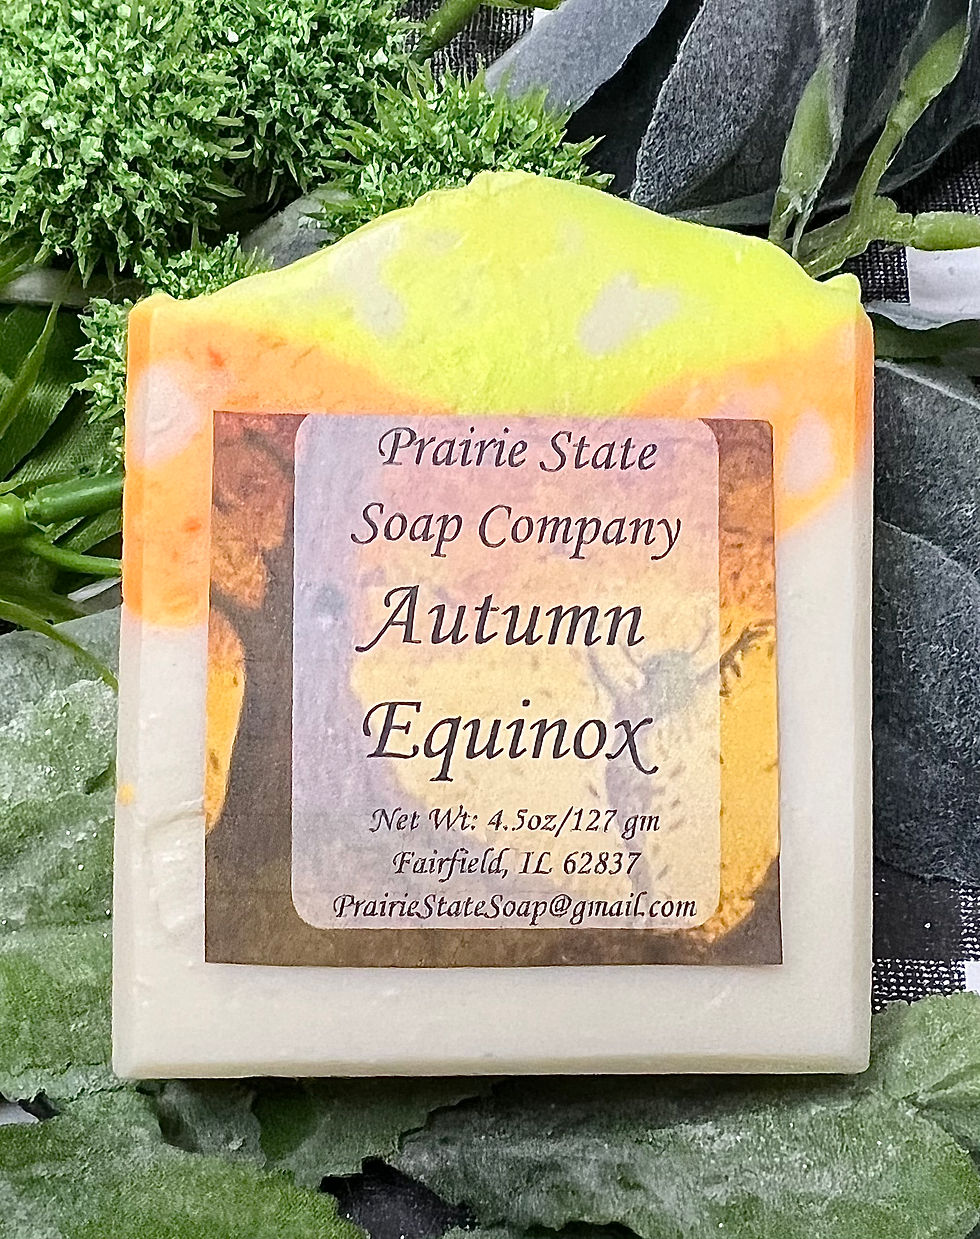 Prairie State
Soap Company
Autumn
Equinox
Net Wt: 4.5oz/127 gm
Fairfield, IL 62837
PrairieStateSoap@gmail.com